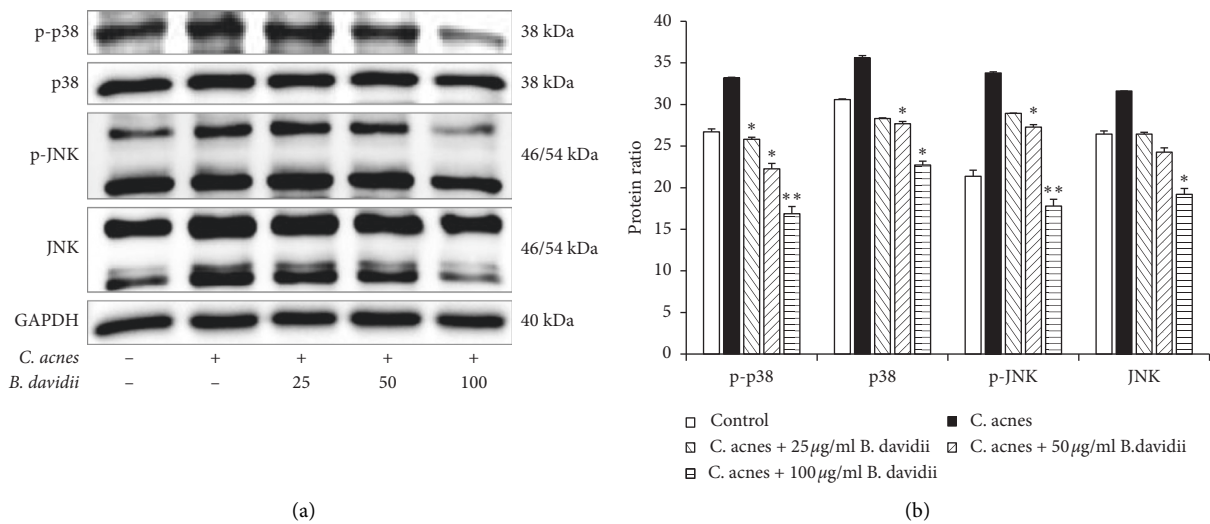 p-p38
38 kDa
p38
38 kDa
p-JNK
46/54 kDa
JNK
46/54 kDa
GAPDH
40 kDa
C. acnes – + + + +
B. davidii – – 25 50 100
(a)
Protein ratio
40
35
30
25
20
15
10
5
0
* * **
* *
* **
*
p-p38 p38 p-JNK JNK
Control C. acnes
C. acnes + 25 μg/ml B. davidii C. acnes + 50 μg/ml B.davidii
C. acnes + 100 μg/ml B. davidii
(b)